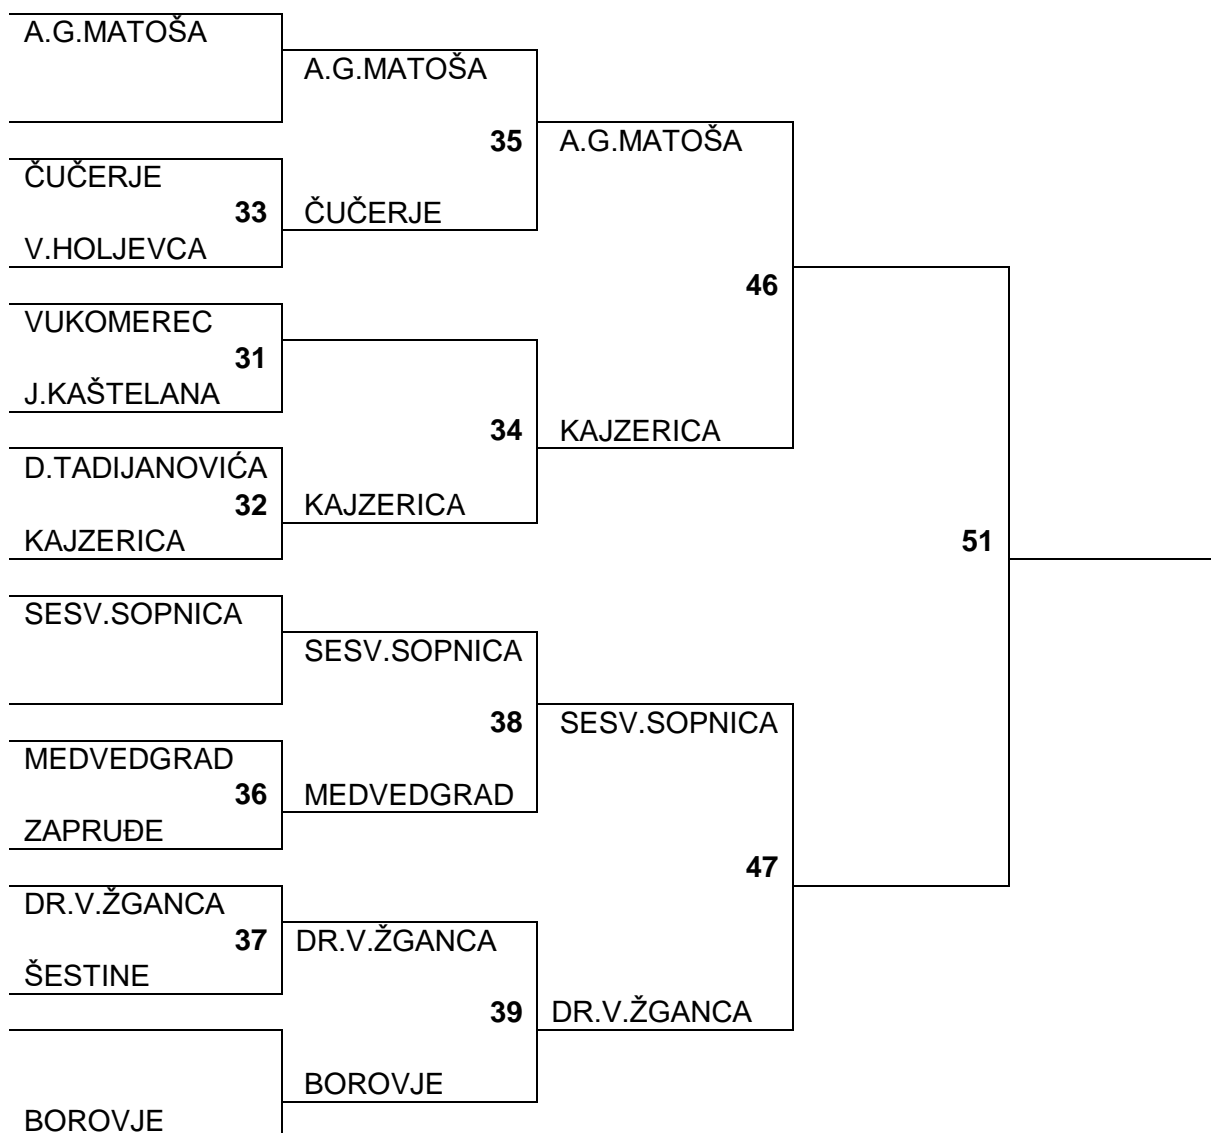 A.G.MATOŠA
A.G.MATOŠA
35
A.G.MATOŠA
ČUČERJE
33
ČUČERJE
V.HOLJEVCA
46
VUKOMEREC
31
J.KAŠTELANA
34
KAJZERICA
D.TADIJANOVIĆA
32
KAJZERICA
KAJZERICA
51
SESV.SOPNICA
SESV.SOPNICA
38
SESV.SOPNICA
MEDVEDGRAD
36
MEDVEDGRAD
ZAPRUĐE
47
DR.V.ŽGANCA
37
DR.V.ŽGANCA
ŠESTINE
39
DR.V.ŽGANCA
BOROVJE
BOROVJE